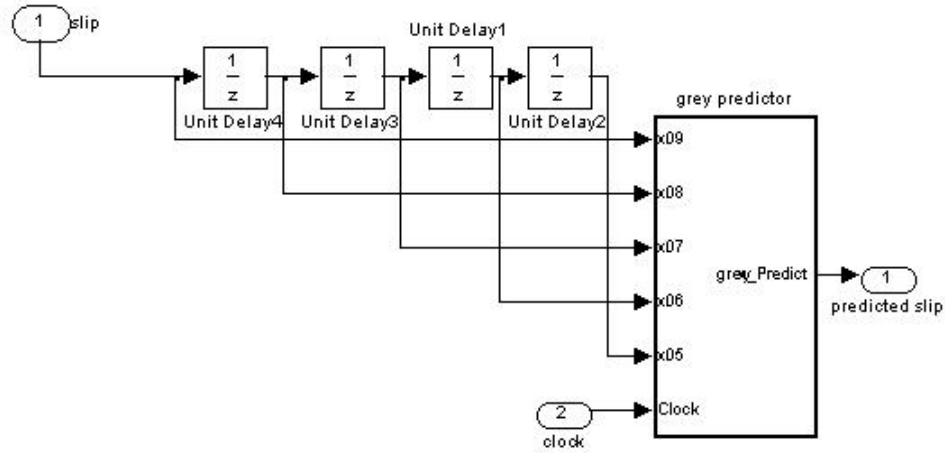 1
slip
Unit Delay1
1
z
1
z
1
z
1
z
Unit Delay4
Unit Delay3
Unit Delay2
grey predictor
x09
x08
x07
grey_Predict
1
x06
predicted slip
x05
2
Clock
clock